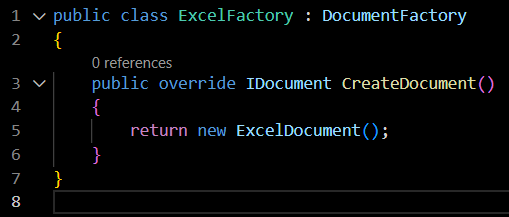 1 public class ExcelFactory : DocumentFactory
2 {
0 references
3 public override IDocument CreateDocument()
4 {
5 return new ExcelDocument();
6 }
7 }
8